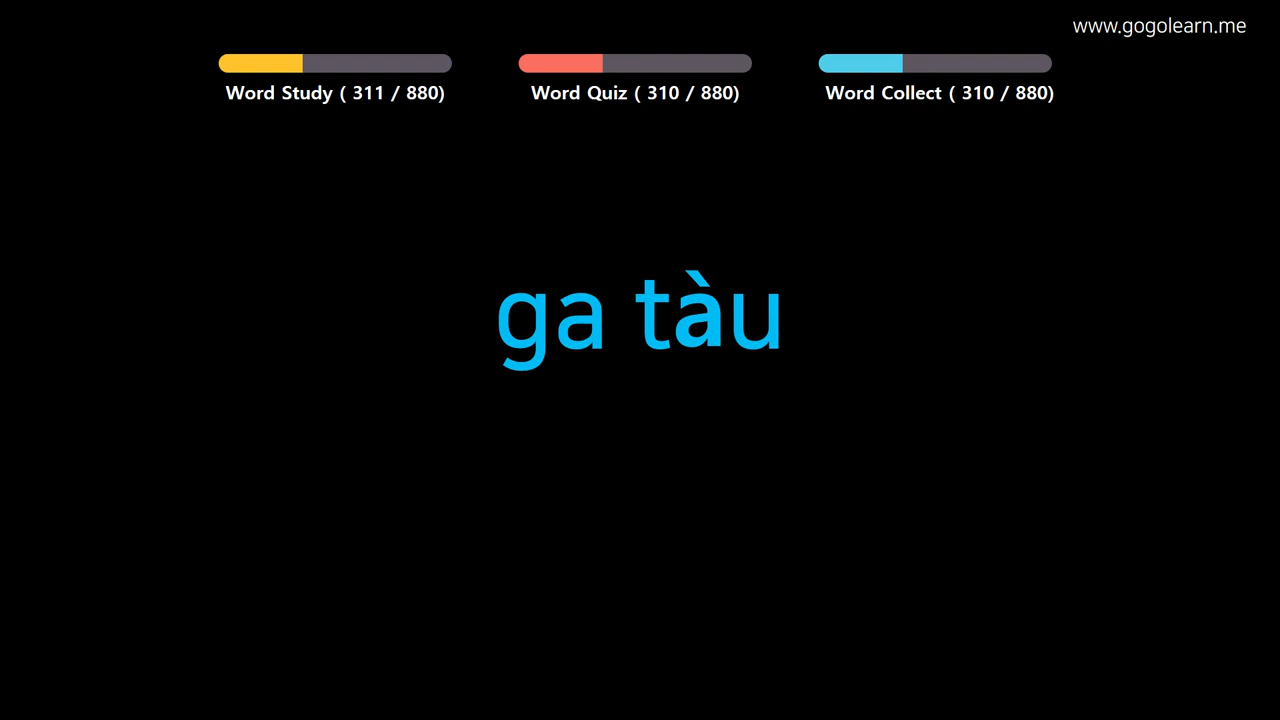 www.gogolearn.me
Word Study ( 311 / 880)
Word Quiz ( 310 / 880)
Word Collect ( 310 / 880)
ga tàu